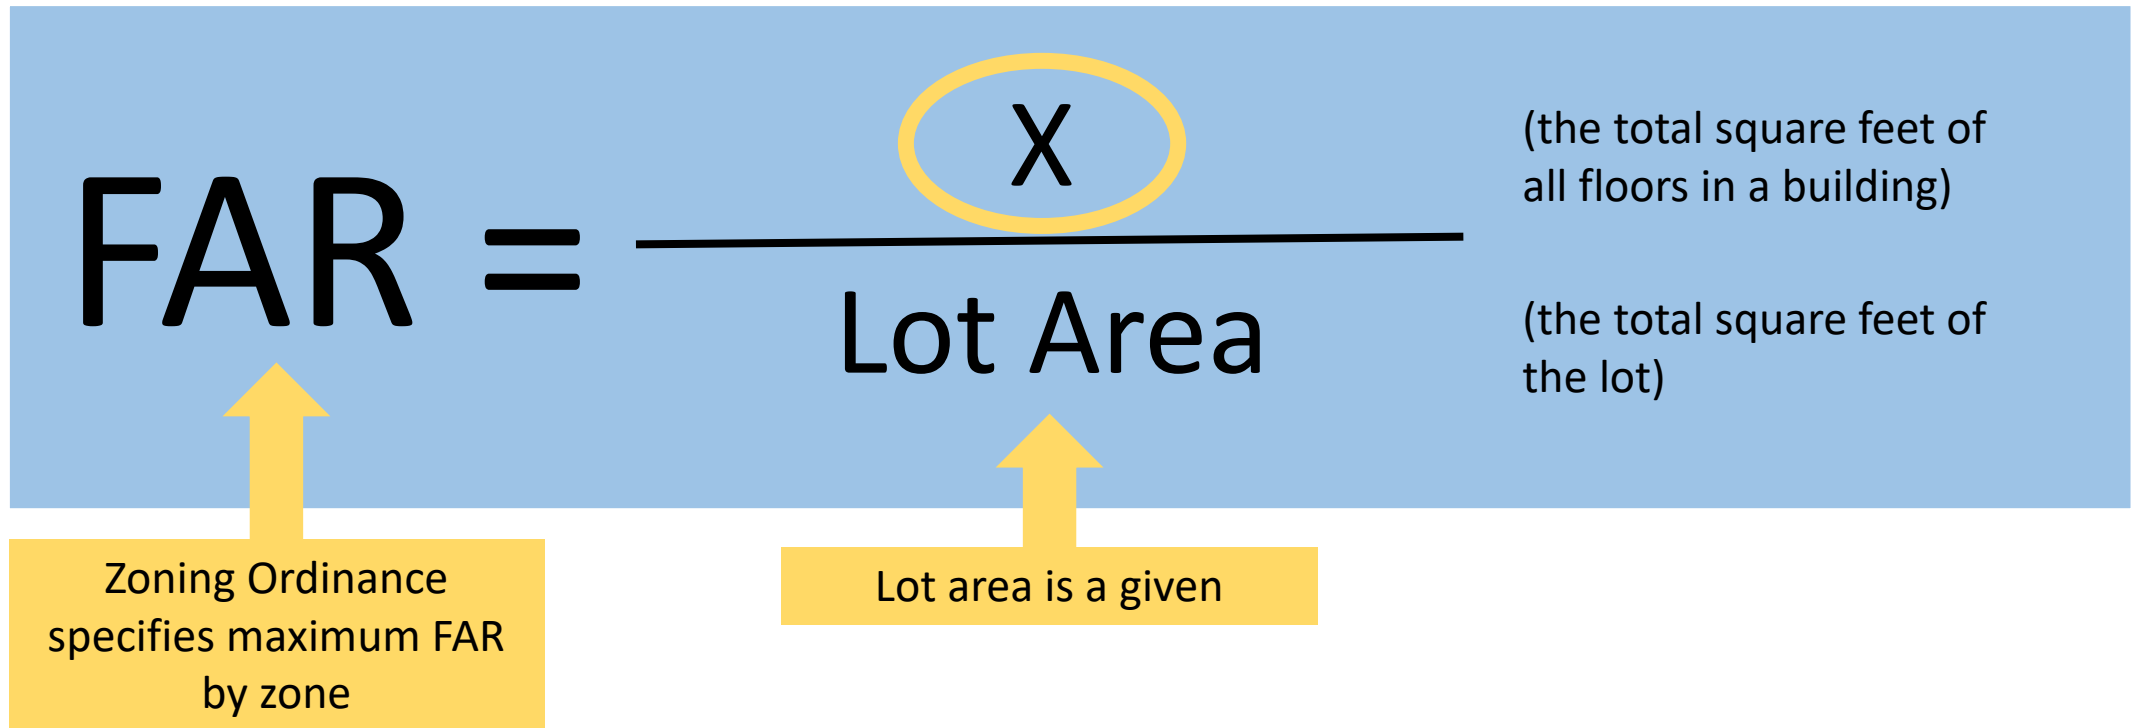 FAR =
X
Lot Area
(the total square feet of
all floors in a building)
(the total square feet of
the lot)
Zoning Ordinance
specifies maximum FAR
by zone
Lot area is a given